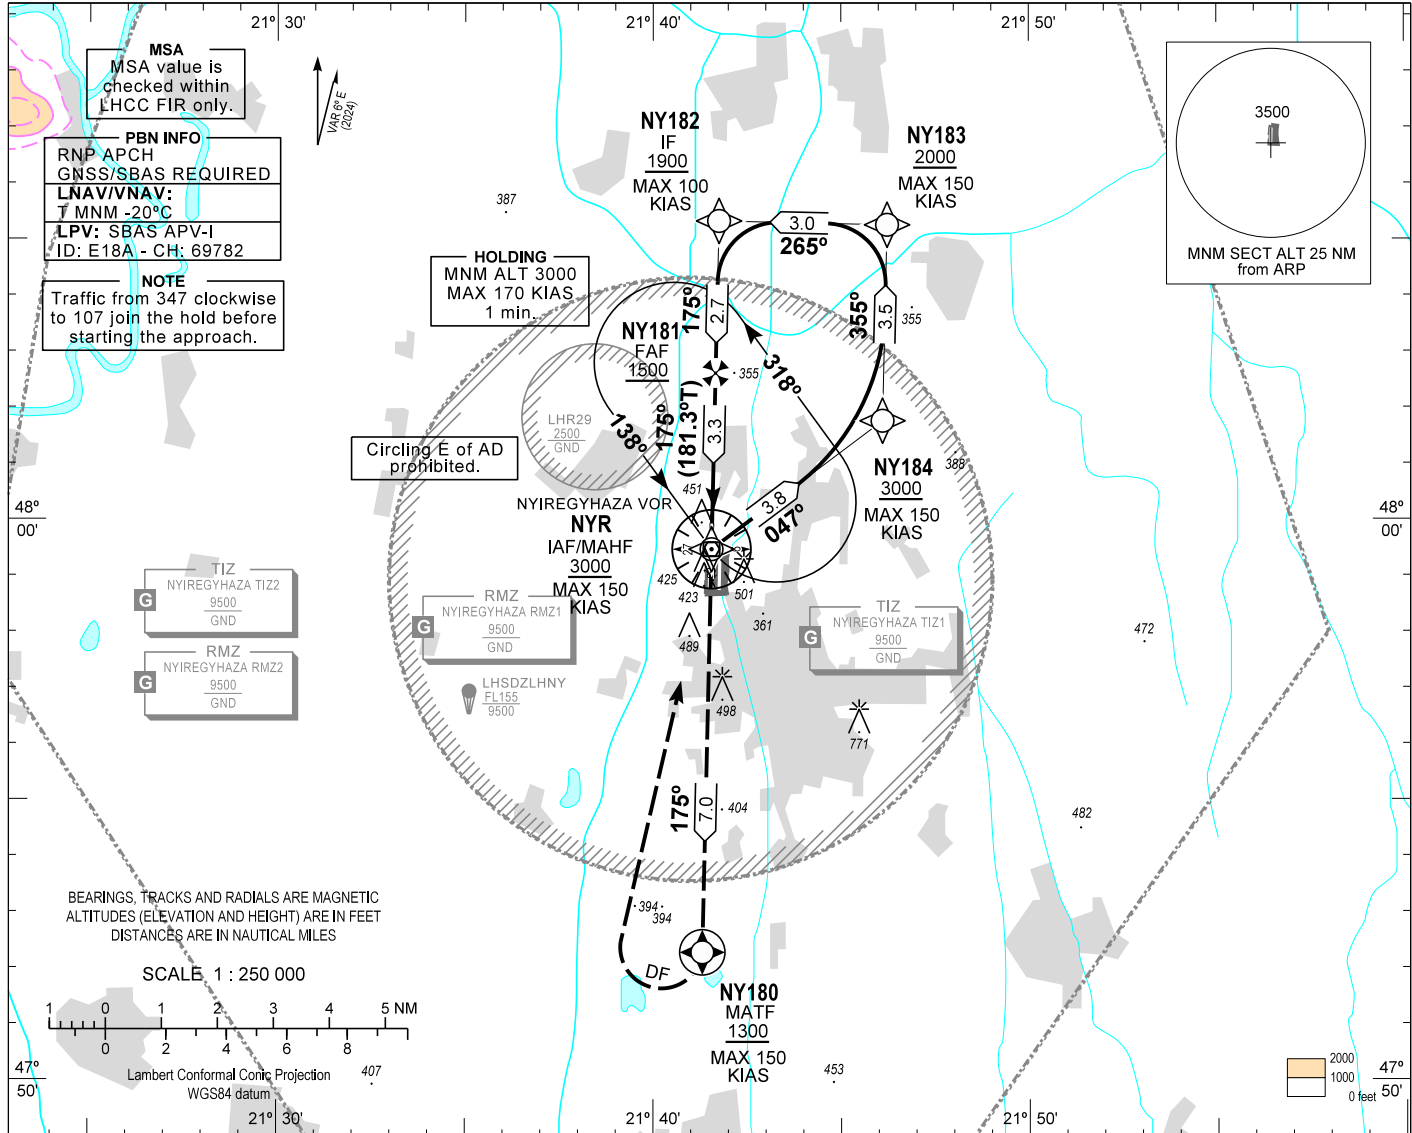 21° 30'
21° 40'
21° 50'
MSA
MSA value is
checked within
LHCC FIR only.
VAR 6° E
(2024)
PBN INFO
RNP APCH
GNSS/SBAS REQUIRED
LNAV/VNAV:
T MNM -20°C
LPV: SBAS APV-I
ID: E18A - CH: 69782
NOTE
Traffic from 347 clockwise
to 107 join the hold before
starting the approach.
3500
MNM SECT ALT 25 NM
from ARP
NY182
IF
1900
MAX 100
KIAS
NY183
2000
MAX 150
KIAS
387
3.0
265°
HOLDING
MNM ALT 3000
MAX 170 KIAS
1 min.
175°
2.7
355°
3.5
355
NY181
FAF
1500
355
318°
175°
(181.3°T)
3.3
138°
LHR29
2500
GND
Circling E of AD
prohibited.
NY184
3000
MAX 150
KIAS
388
451
3.8
047°
NYIREGYHAZA VOR
NYR
IAF/MAHF
3000
MAX 150
KIAS
48°
00'
48°
00'
27
425
423
501
361
489
498
771
472
482
404
394
394
407
453
TIZ
NYIREGYHAZA TIZ2
9500
GND
G
RMZ
NYIREGYHAZA RMZ2
9500
GND
G
RMZ
NYIREGYHAZA RMZ1
9500
GND
G
TIZ
NYIREGYHAZA TIZ1
9500
GND
G
LHSDZLHNY
FL155
9500
175°
7.0
DF
NY180
MATF
1300
MAX 150
KIAS
BEARINGS, TRACKS AND RADIALS ARE MAGNETIC
ALTITUDES (ELEVATION AND HEIGHT) ARE IN FEET
DISTANCES ARE IN NAUTICAL MILES
SCALE 1 : 250 000
1 0 1 2 3 4 5 NM
0 2 4 6 8
Lambert Conformal Conic Projection
WGS84 datum
47°
50'
47°
50'
2000
1000
0 feet
21° 30'
21° 40'
21° 50'